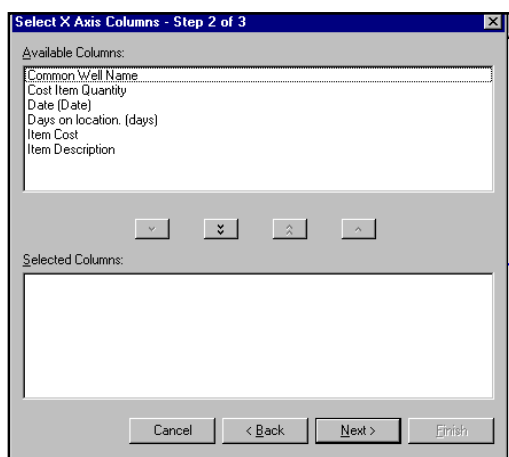 Select X Axis Columns - Step 2 of 3
Available Columns:
Common Well Name
Cost Item Quantity
Date (Date)
Days on location. (days)
Item Cost
Item Description
Selected Columns:
Cancel
< Back
Next >
Finish